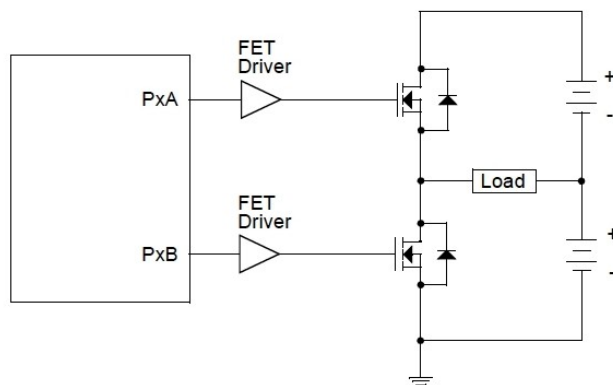 FET
Driver
PxA
+
-
Load
FET
Driver
+
PxB
-